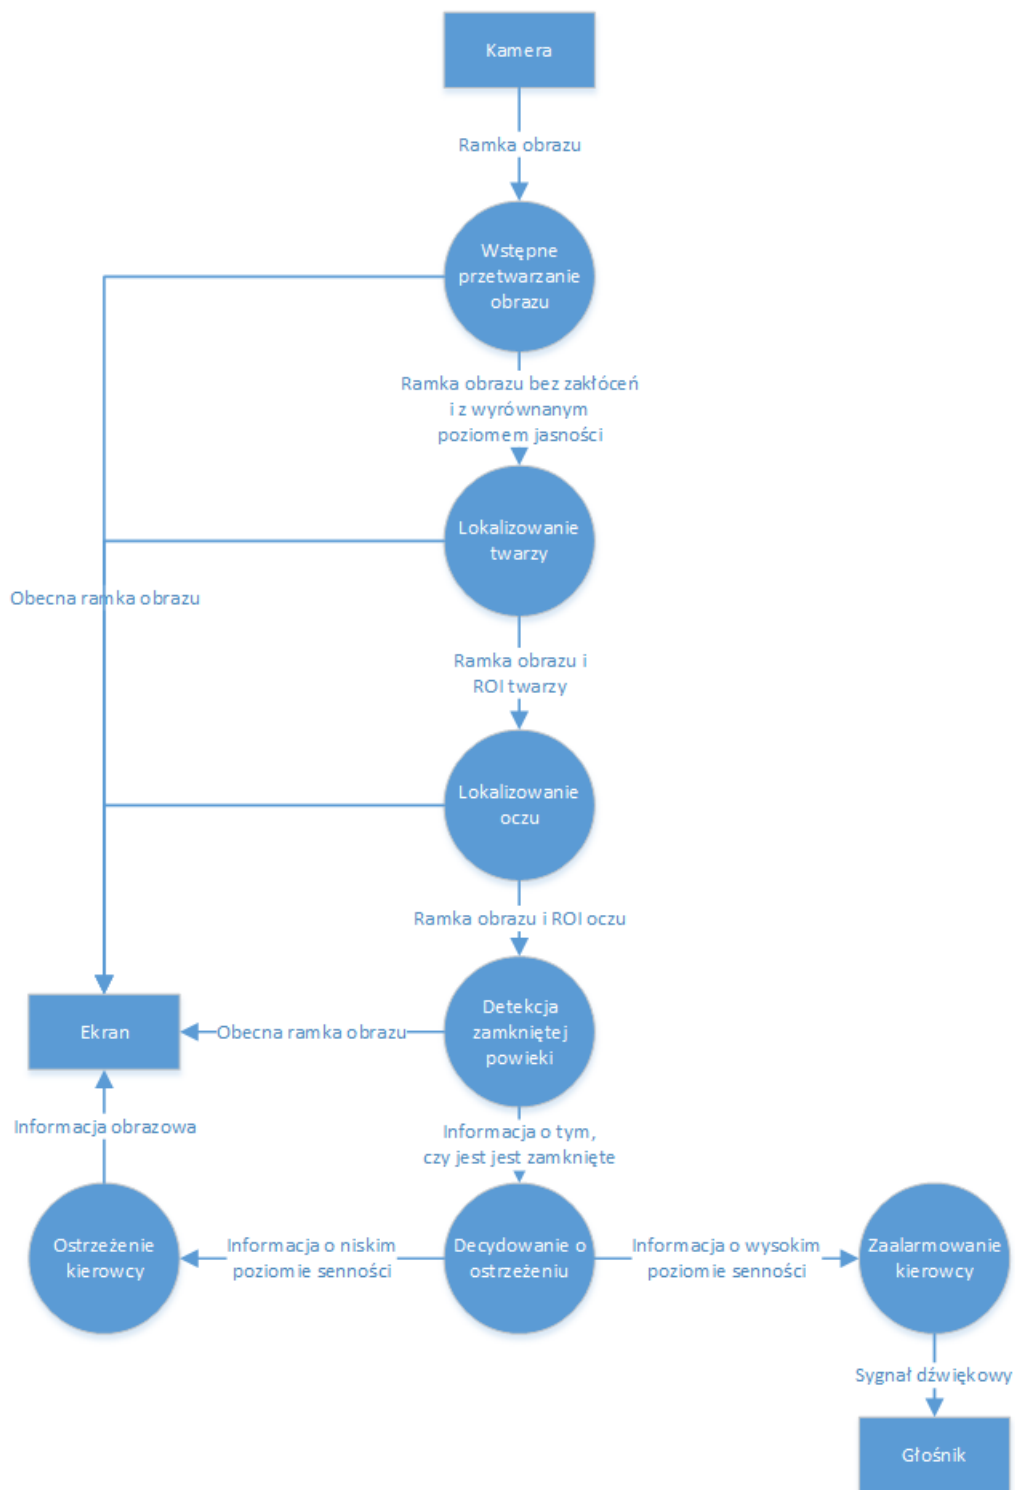 Kamera
Ramka obrazu
Wstępne
przetwarzanie
obrazu
Ramka obrazu bez zakłóceń
i z wyrównanym
poziomem jasności
Lokalizowanie
twarzy
Obecna ramka obrazu
Ramka obrazu i
ROI twarzy
Lokalizowanie
oczu
Ramka obrazu i ROI oczu
Detekcja
zamkniętej
powieki
Obecna ramka obrazu
Ekran
Informacja obrazowa
Informacja o tym,
czy jest jest zamknięte
Ostrzeżenie
kierowcy
Informacja o niskim
poziomie senności
Decydowanie o
ostrzeżeniu
Informacja o wysokim
poziomie senności
Zaalarmowanie
kierowcy
Sygnał dźwiękowy
Głośnik